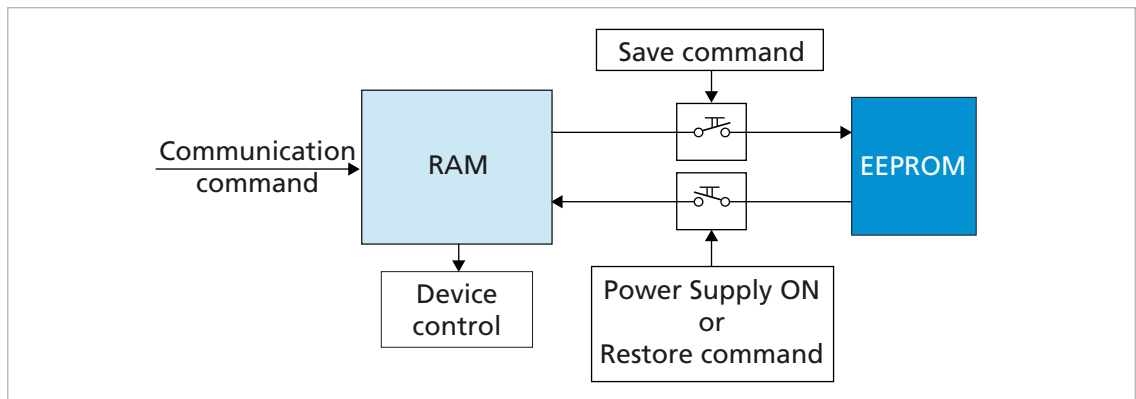 Save command
Communication
command
RAM
EEPROM
Device
control
Power Supply ON
or
Restore command